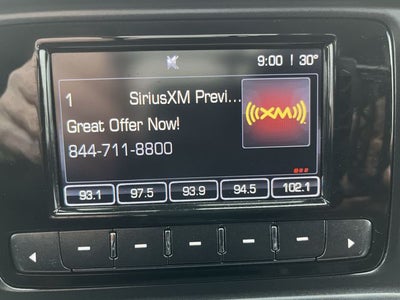 9:00 | 30°
1 SiriusXM Previ...
Great Offer Now!
844-711-8800
((XM))
93.1 97.5 93.9 94.5 102.1